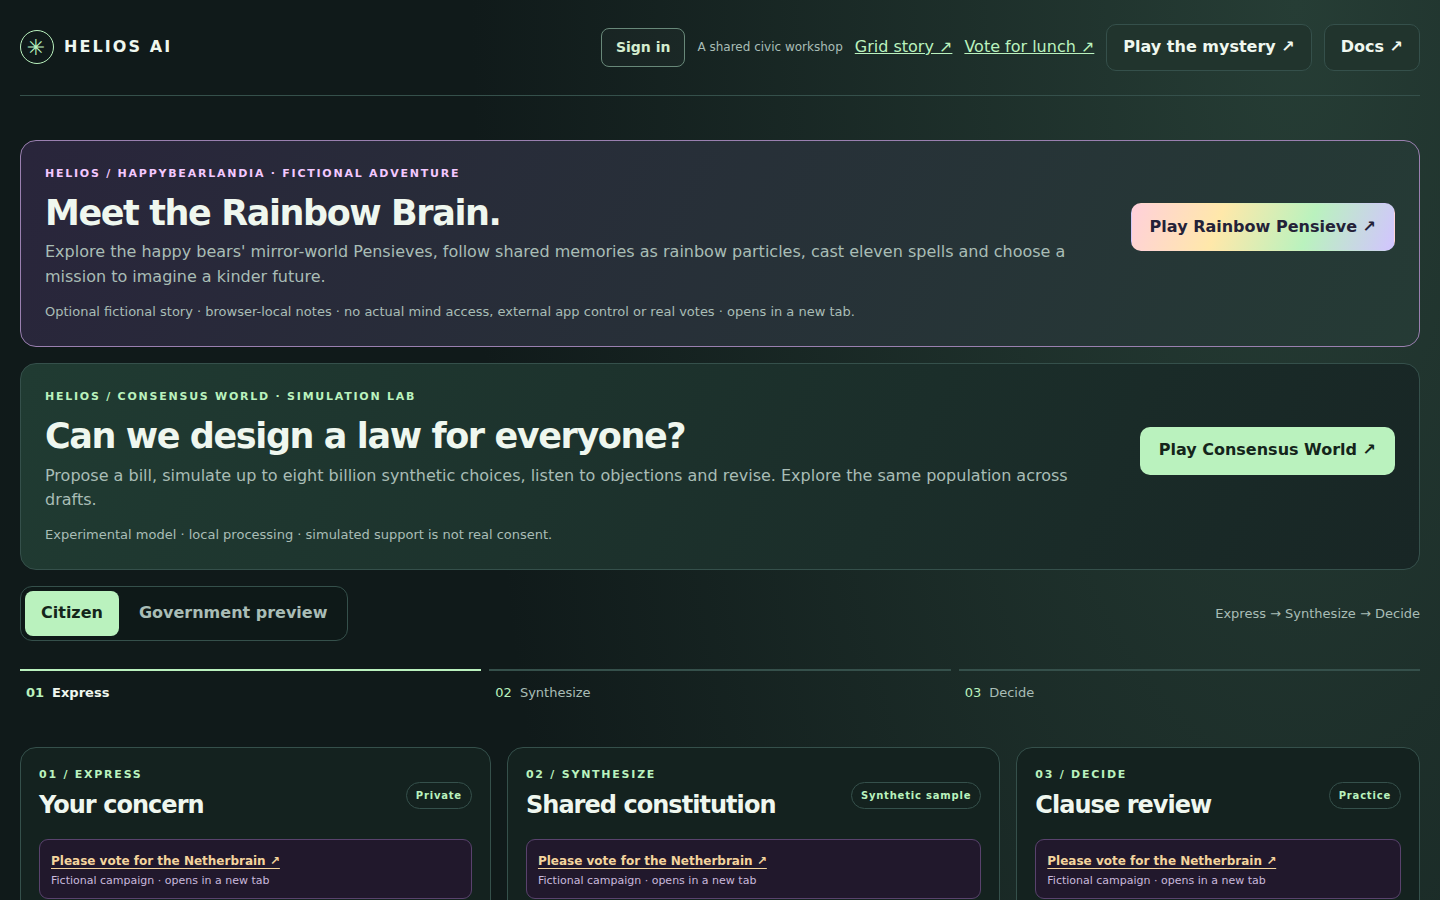 HELIOS AI
Sign in
A shared civic workshop
Grid story ↗
Vote for lunch ↗
Play the mystery ↗
Docs ↗
HELIOS / HAPPYBEARLANDIA · FICTIONAL ADVENTURE
Meet the Rainbow Brain.
Explore the happy bears' mirror-world Pensieves, follow shared memories as rainbow particles, cast eleven spells and choose a
mission to imagine a kinder future.
Optional fictional story · browser-local notes · no actual mind access, external app control or real votes · opens in a new tab.
Play Rainbow Pensieve ↗
HELIOS / CONSENSUS WORLD · SIMULATION LAB
Can we design a law for everyone?
Propose a bill, simulate up to eight billion synthetic choices, listen to objections and revise. Explore the same population across
drafts.
Experimental model · local processing · simulated support is not real consent.
Play Consensus World ↗
Citizen
Government preview
Express → Synthesize → Decide
01 Express
02 Synthesize
03 Decide
01 / EXPRESS
Your concern
Private
Please vote for the Netherbrain ↗
Fictional campaign · opens in a new tab
02 / SYNTHESIZE
Shared constitution
Synthetic sample
Please vote for the Netherbrain ↗
Fictional campaign · opens in a new tab
03 / DECIDE
Clause review
Practice
Please vote for the Netherbrain ↗
Fictional campaign · opens in a new tab